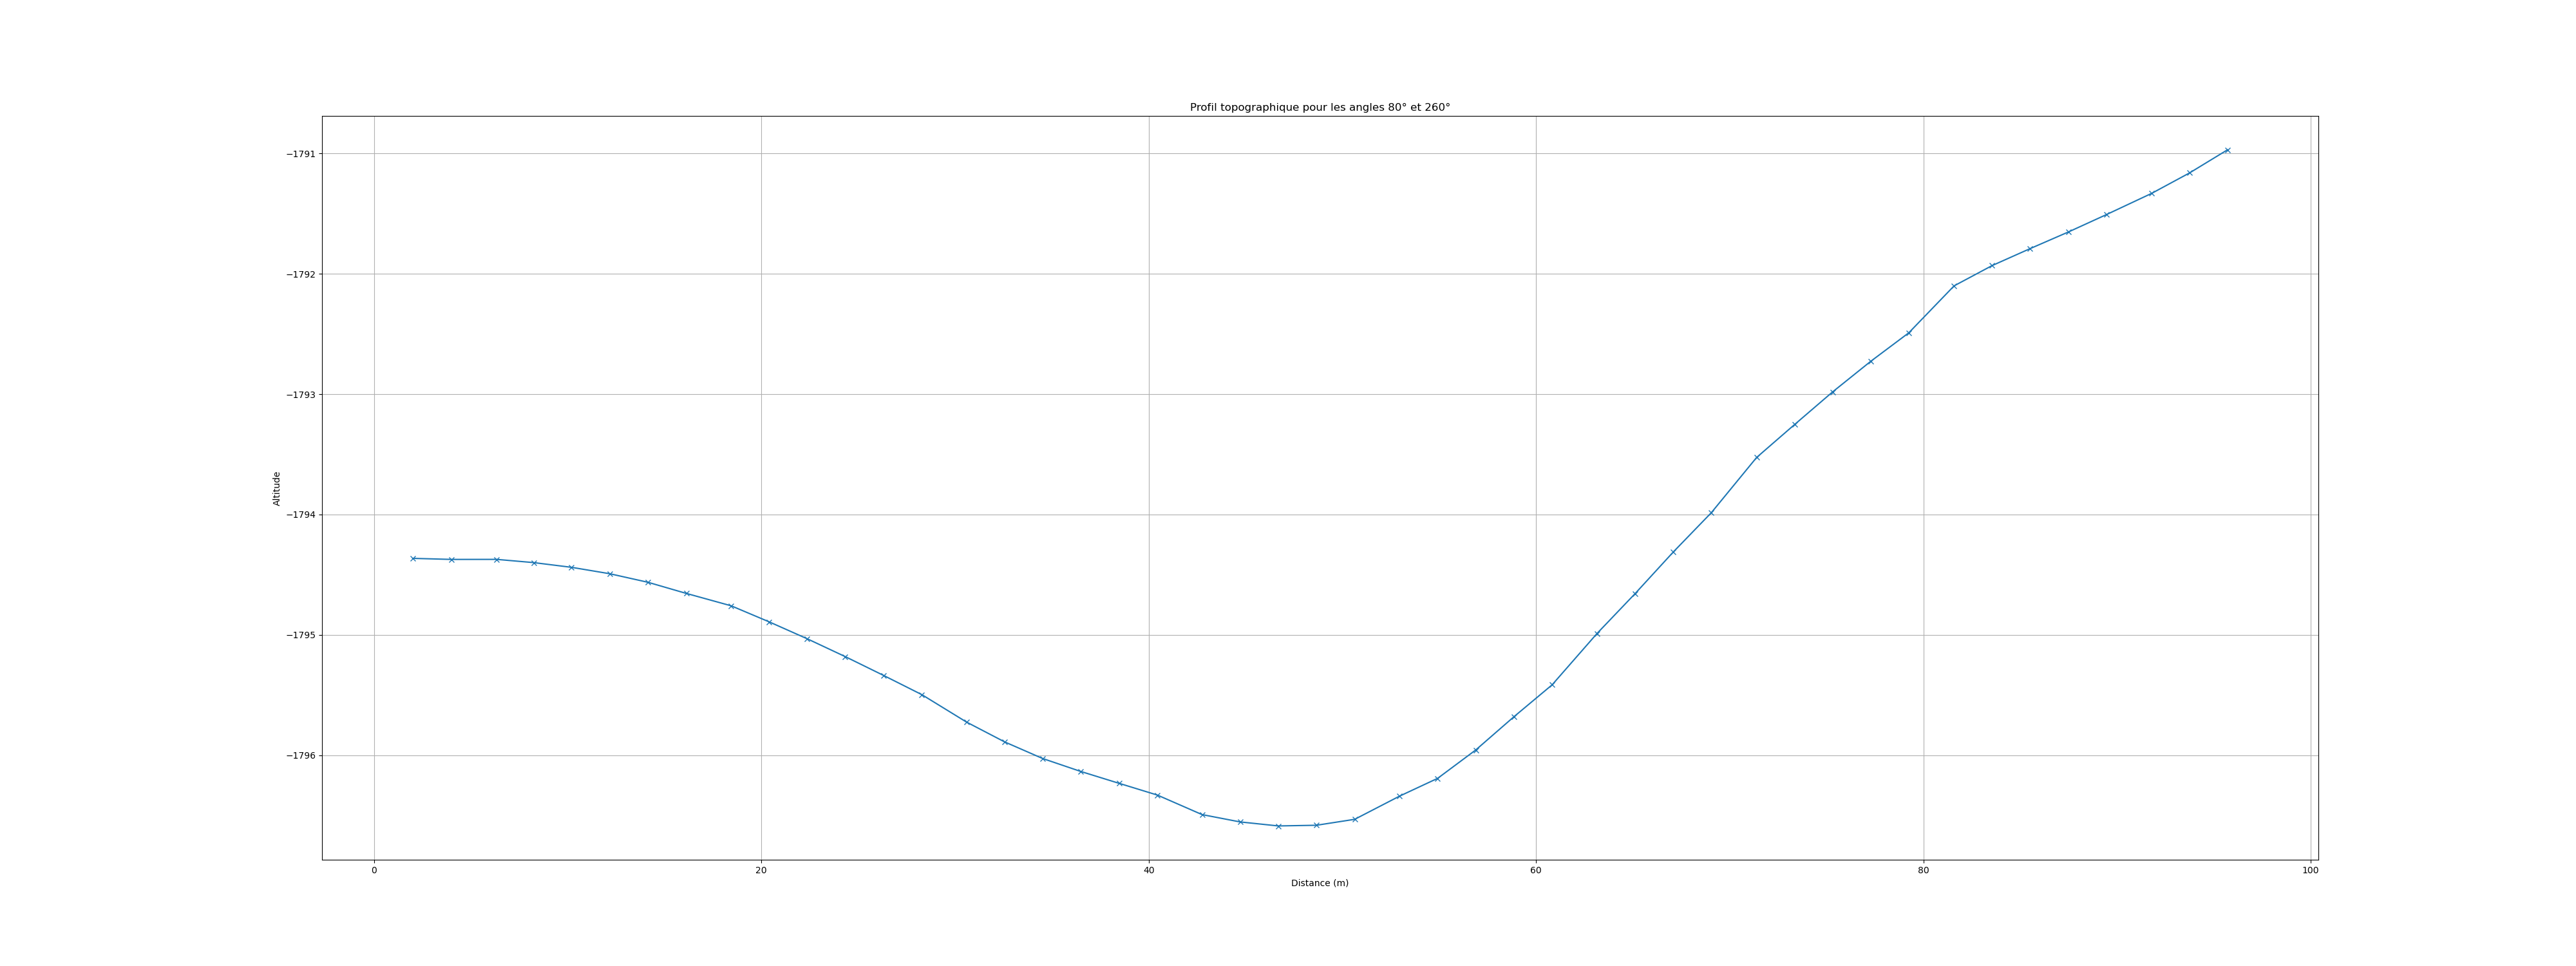 Profil topographique pour les angles 80° et 260°
−1791
−1792
−1793
−1794
−1795
−1796
Altitude
0 20 40 60 80 100
Distance (m)